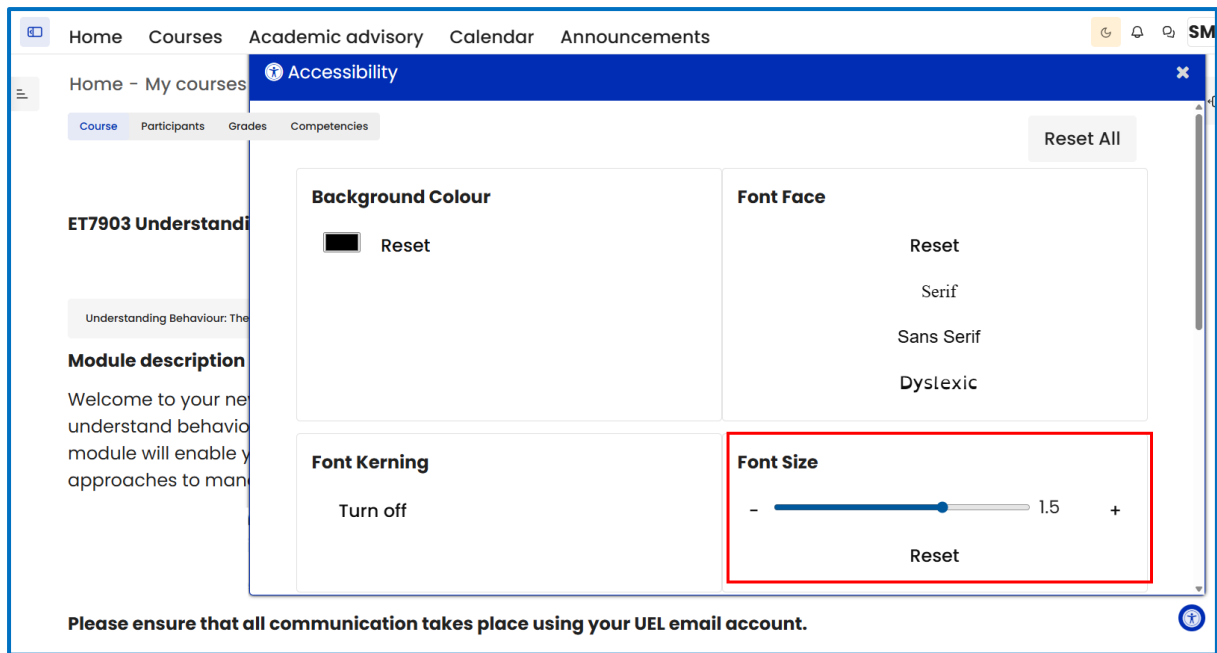 Home Courses Academic advisory Calendar Announcements
SM
Home - My courses
Accessibility
Course Participants Grades Competencies
Reset All
Background Colour
Reset
Font Face
Reset
Serif
Sans Serif
Dyslexic
ET7903 Understandi
Understanding Behaviour: The
Module description
Welcome to your ne
understand behavio
module will enable y
approaches to man
Font Kerning
Turn off
Font Size
- 1.5 +
Reset
Please ensure that all communication takes place using your UEL email account.